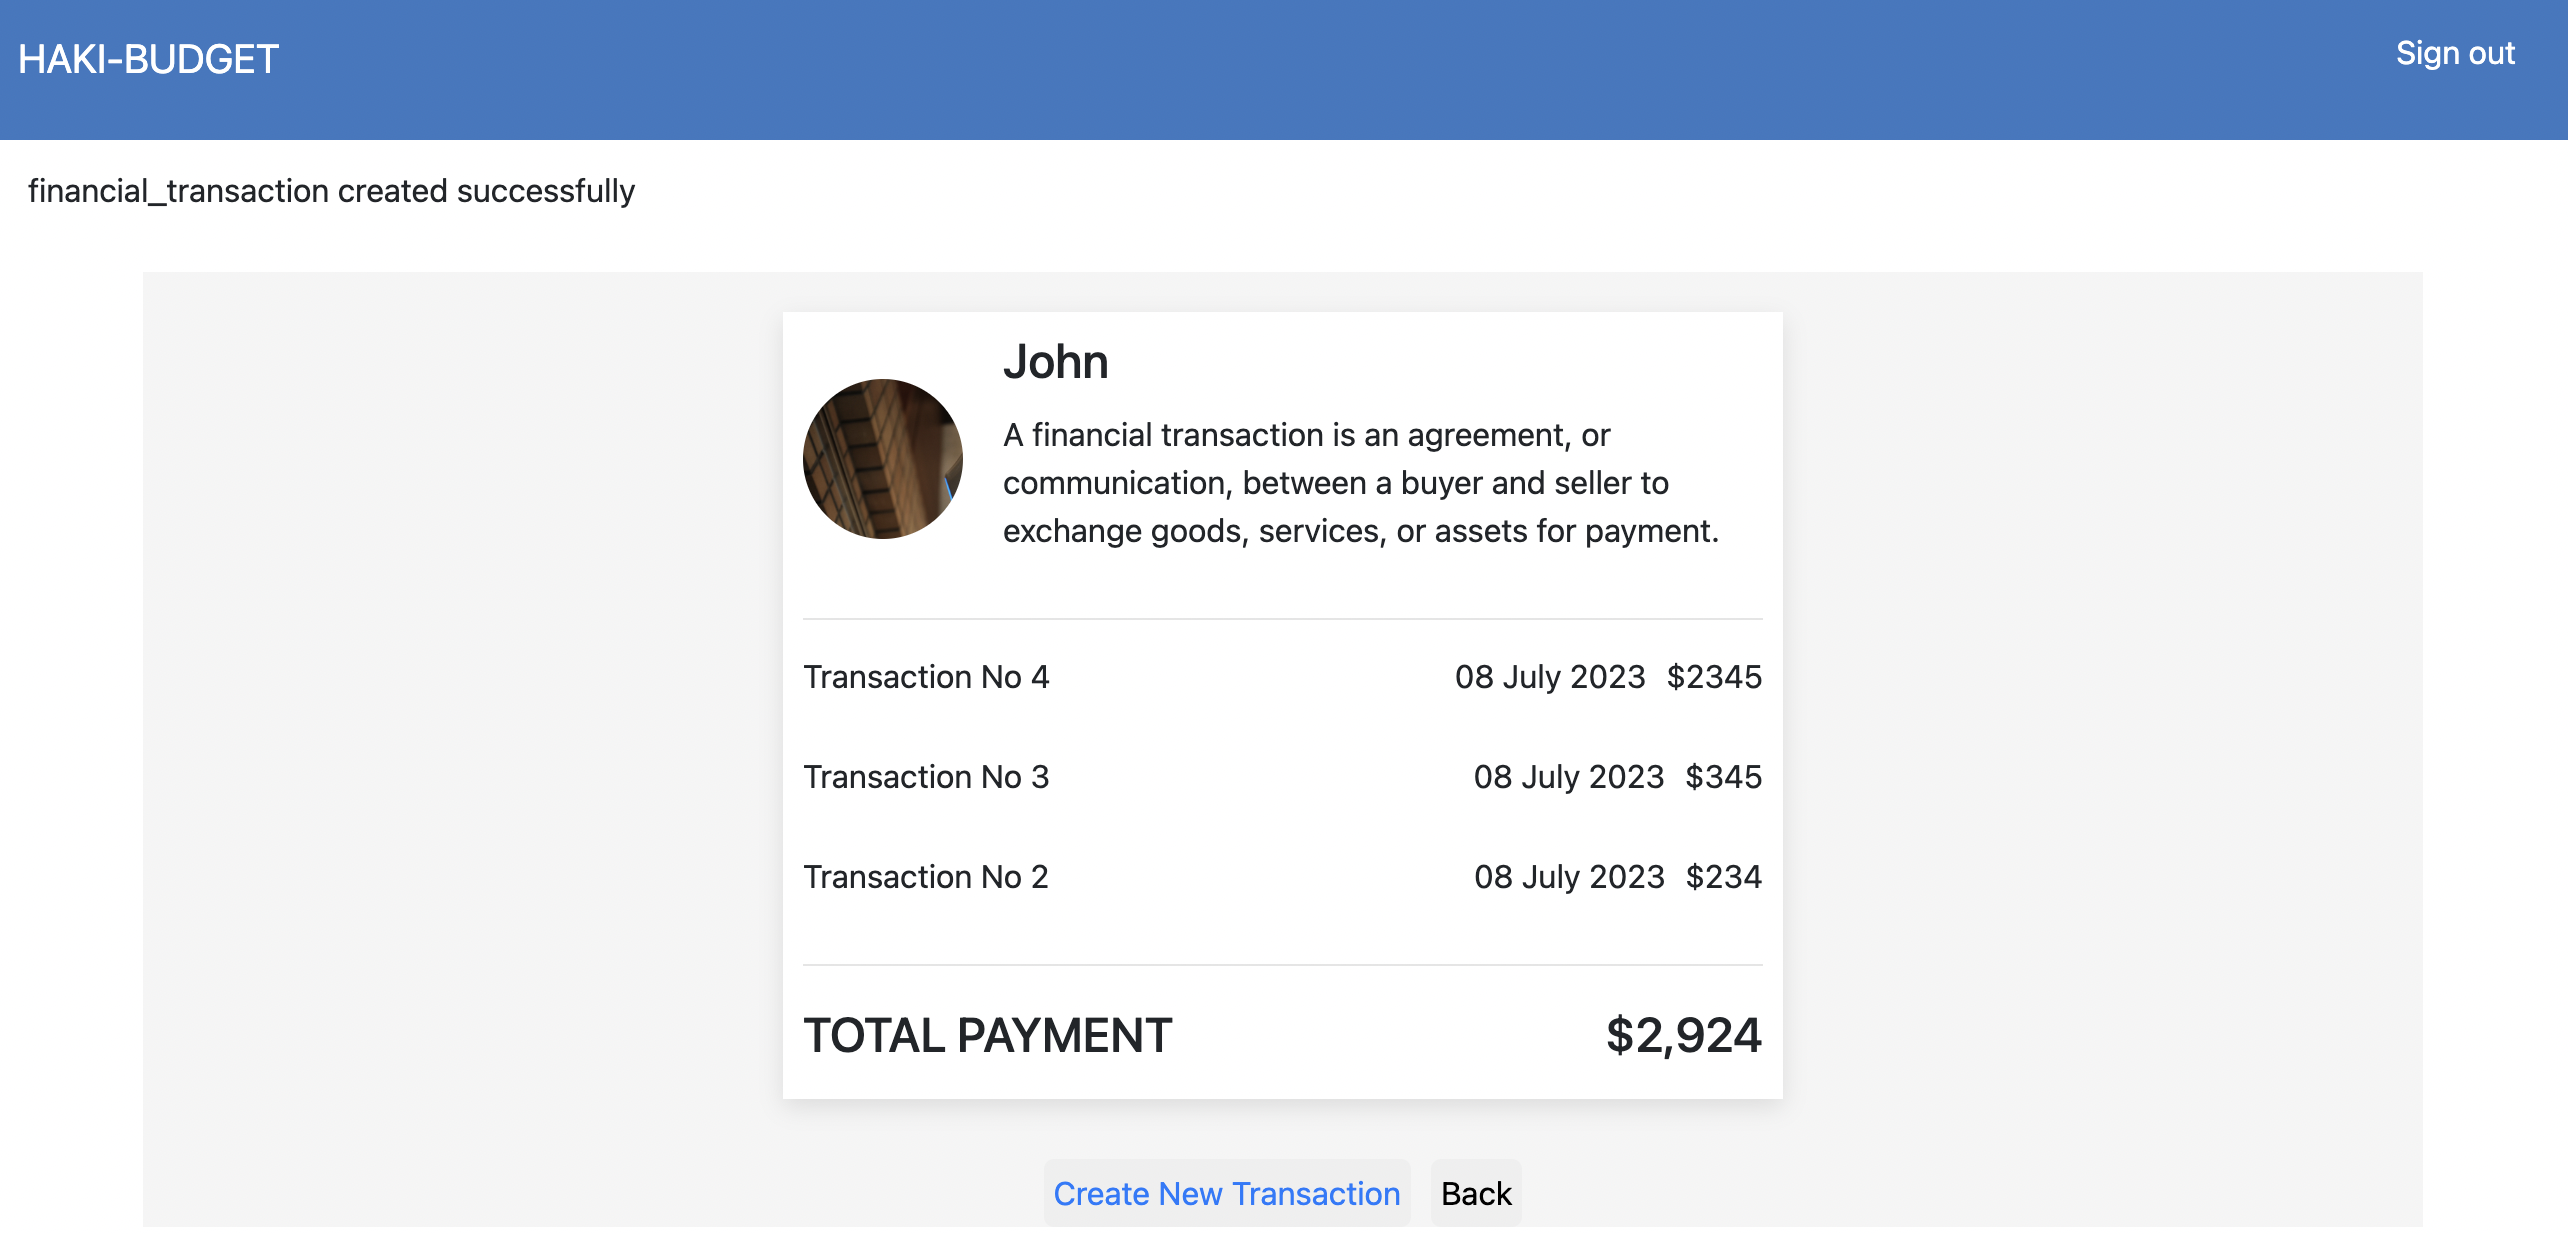 HAKI-BUDGET
Sign out
financial_transaction created successfully
John
A financial transaction is an agreement, or
communication, between a buyer and seller to
exchange goods, services, or assets for payment.
Transaction No 4 08 July 2023 $2345
Transaction No 3 08 July 2023 $345
Transaction No 2 08 July 2023 $234
TOTAL PAYMENT $2,924
Create New Transaction Back